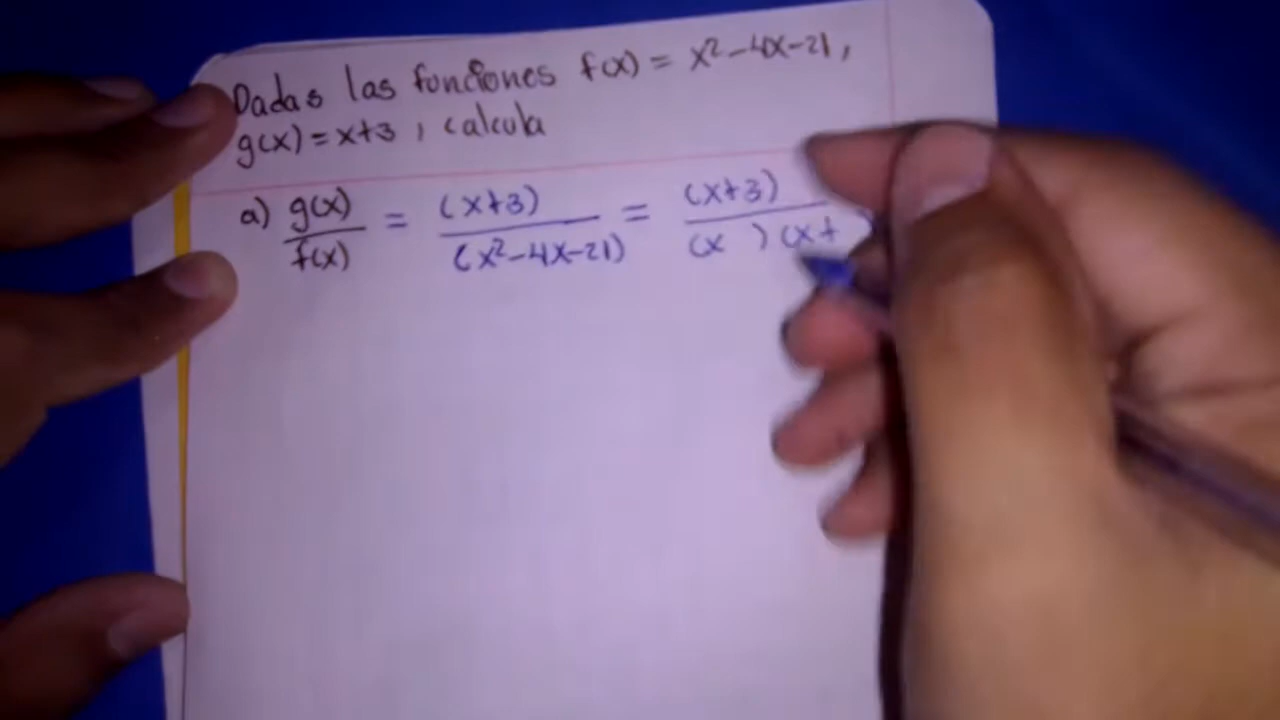 Dadas las funciones f(x) = x²-4x-21,
g(x) = x+3, calcula
a) g(x)/f(x) = (x+3)/(x²-4x-21) = (x+3)/(x )(x+ )